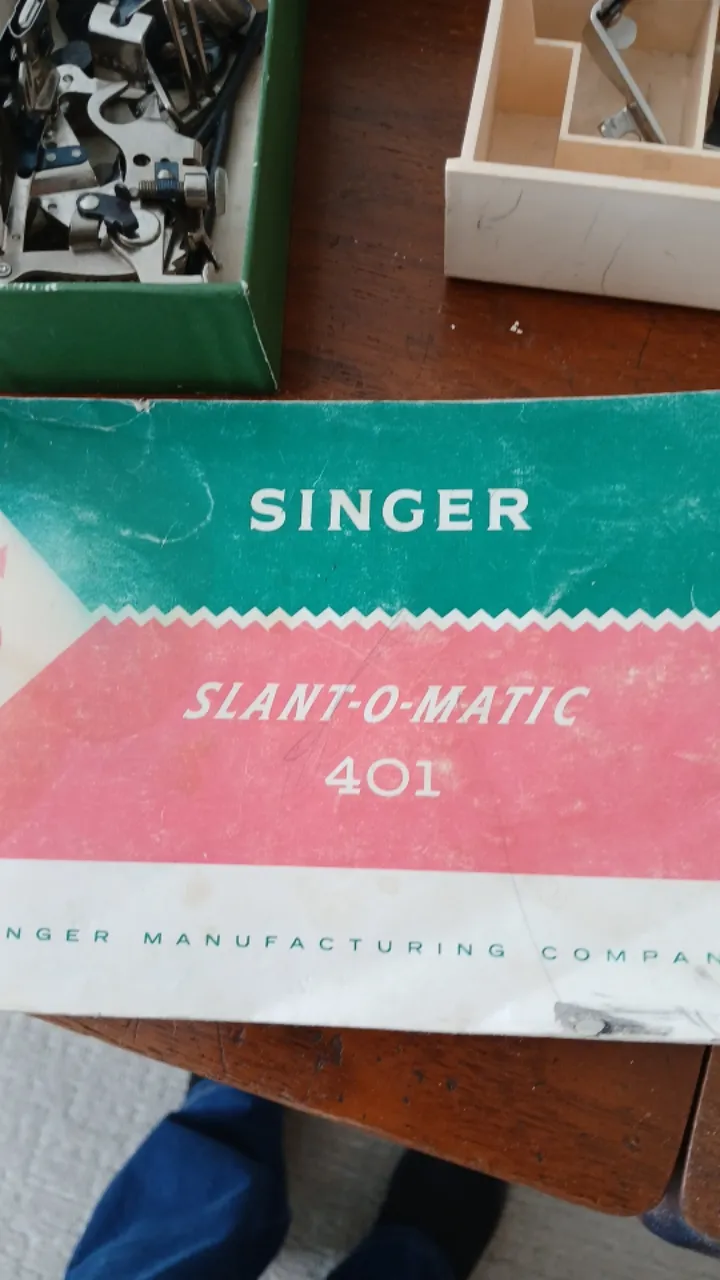 SINGER
SLANT-O-MATIC
401
NGER MANUFACTURING COMPAN